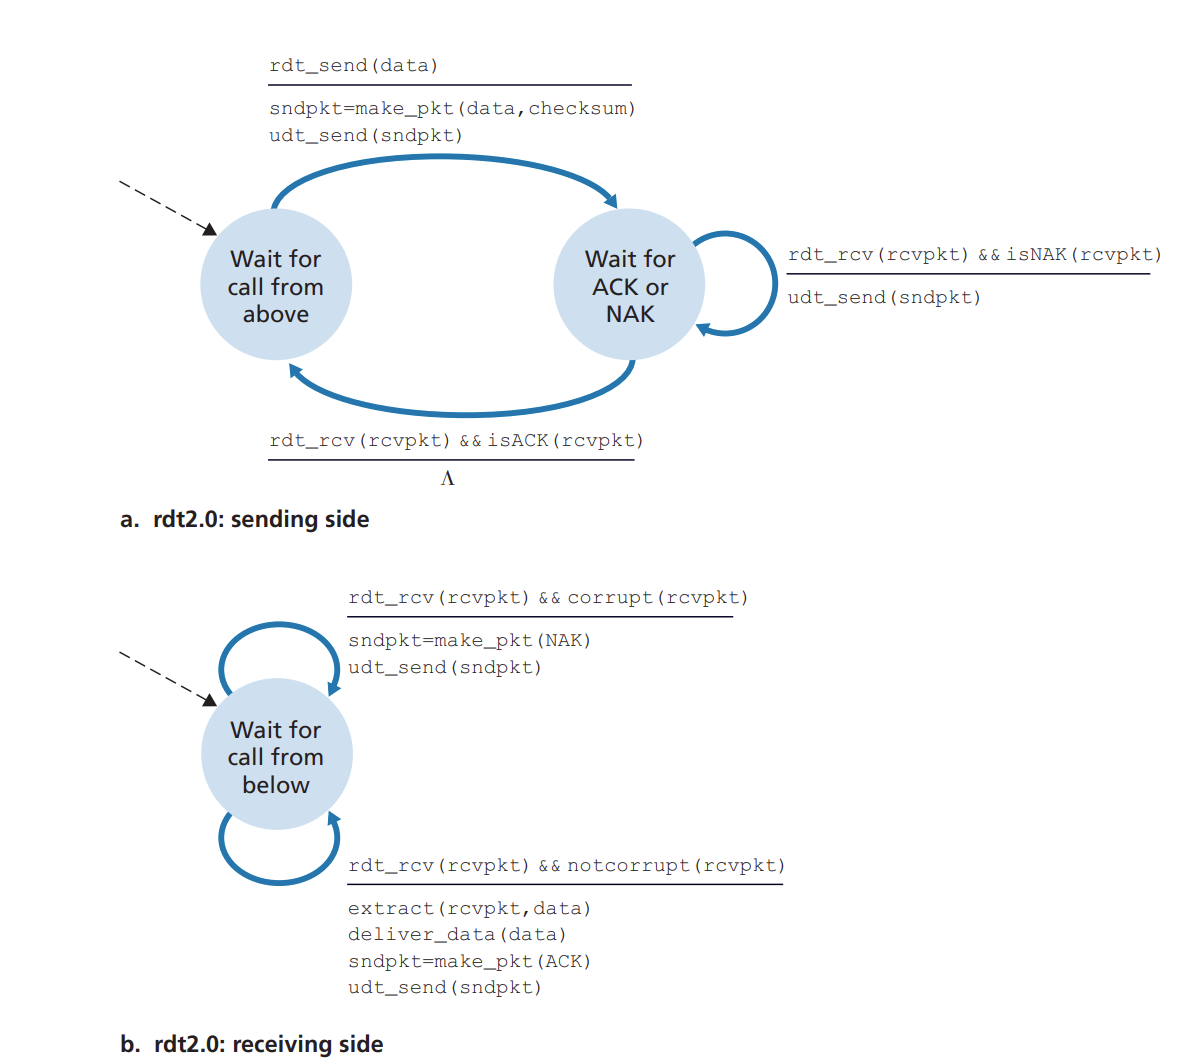 rdt_send(data)
sndpkt=make_pkt(data,checksum)
udt_send(sndpkt)
Wait for
call from
above
Wait for
ACK or
NAK
rdt_rcv(rcvpkt) && isNAK(rcvpkt)
udt_send(sndpkt)
rdt_rcv(rcvpkt) && isACK(rcvpkt)
Λ
a. rdt2.0: sending side
rdt_rcv(rcvpkt) && corrupt(rcvpkt)
sndpkt=make_pkt(NAK)
udt_send(sndpkt)
Wait for
call from
below
rdt_rcv(rcvpkt) && notcorrupt(rcvpkt)
extract(rcvpkt,data)
deliver_data(data)
sndpkt=make_pkt(ACK)
udt_send(sndpkt)
b. rdt2.0: receiving side